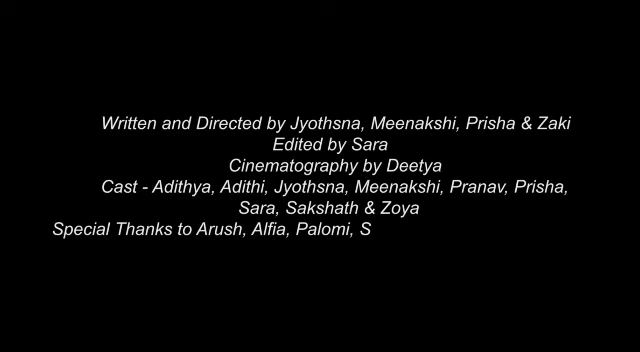 Written and Directed by Jyothsna, Meenakshi, Prisha & Zaki
Edited by Sara
Cinematography by Deetya
Cast - Adithya, Adithi, Jyothsna, Meenakshi, Pranav, Prisha,
Sara, Sakshath & Zoya
Special Thanks to Arush, Alfia, Palomi, S